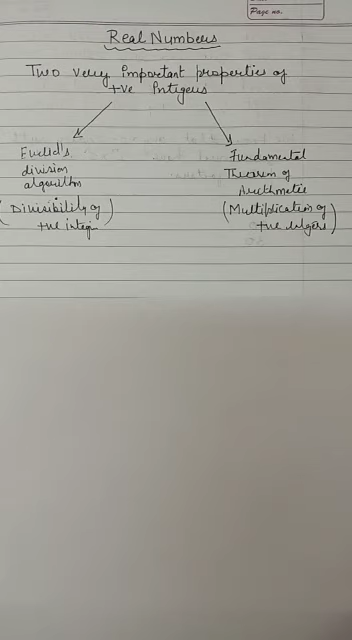 Page no.
Real Numbers
Two very important properties of
+ve Integers
Euclid's
division
algorithm
(Divisibility of
+ve integ
)
Fundamental
Theorem of
Arithmetic
(Multiplication of
+ve integers)